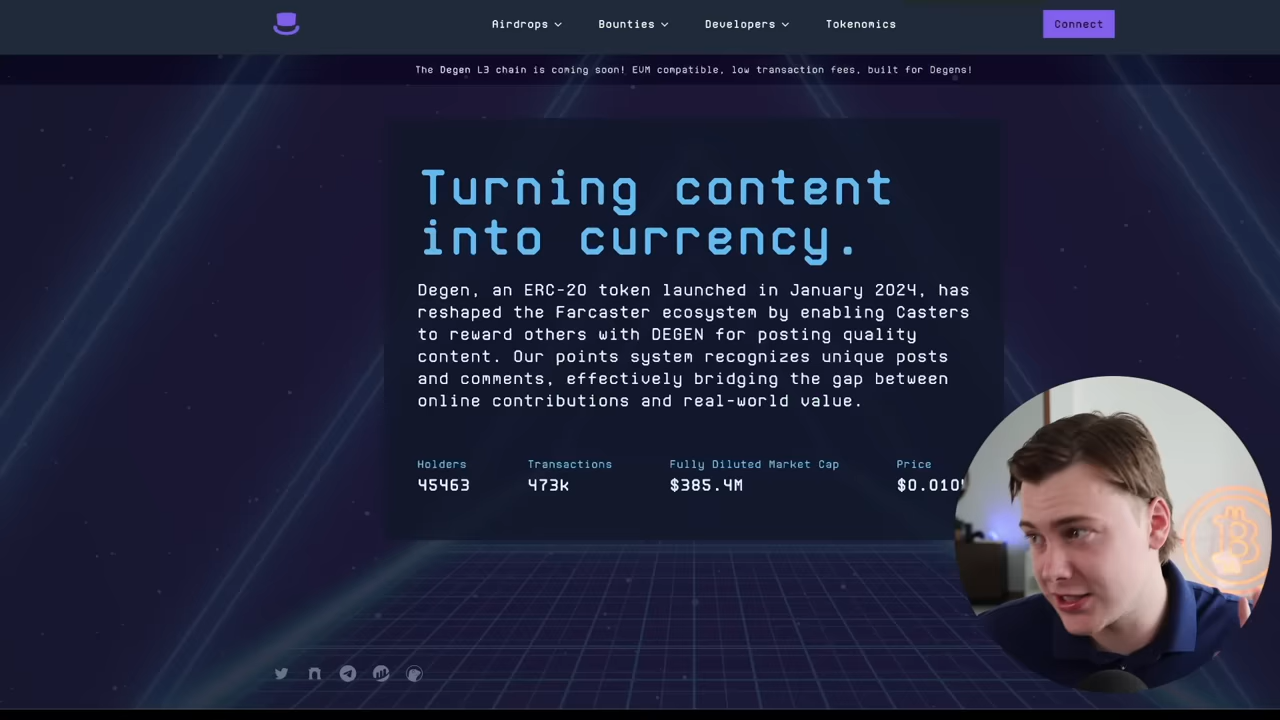 Airdrops Bounties Developers Tokenomics Connect
The Degen L3 chain is coming soon! EVM compatible, low transaction fees, built for Degens!
Turning content
into currency.
Degen, an ERC-20 token launched in January 2024, has
reshaped the Farcaster ecosystem by enabling Casters
to reward others with DEGEN for posting quality
content. Our points system recognizes unique posts
and comments, effectively bridging the gap between
online contributions and real-world value.
Holders Transactions Fully Diluted Market Cap Price
45463 473k $385.4M